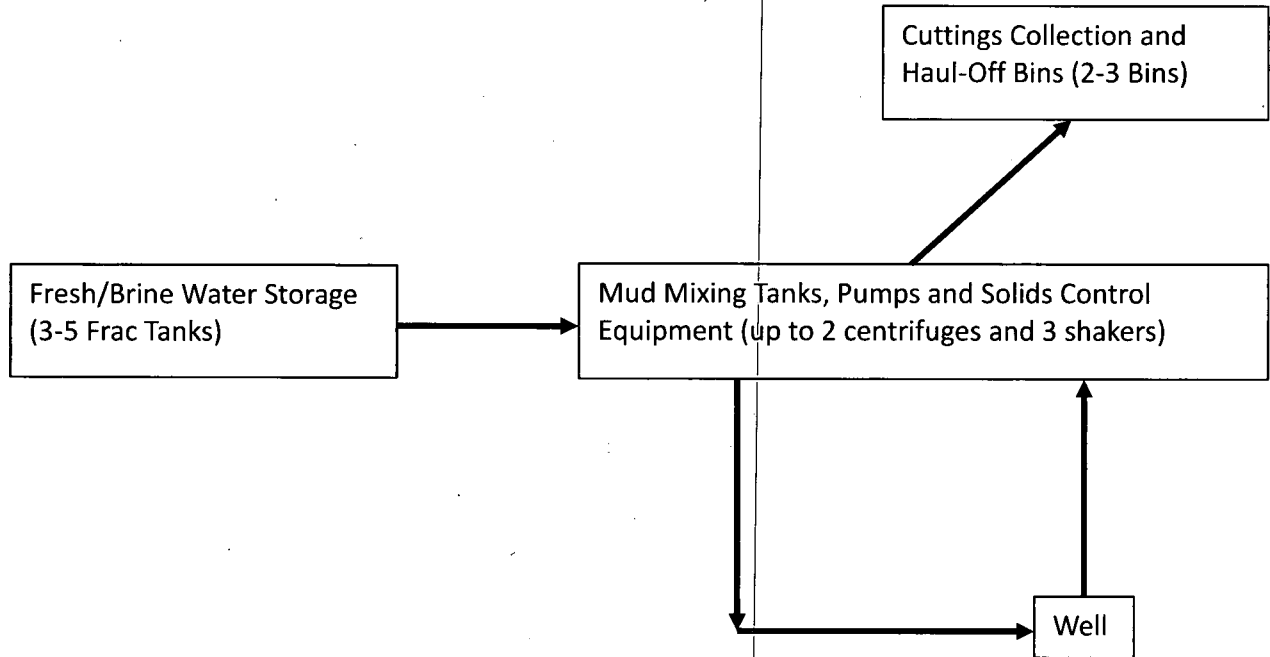 Cuttings Collection and
Haul-Off Bins (2-3 Bins)
Fresh/Brine Water Storage
(3-5 Frac Tanks)
Mud Mixing Tanks, Pumps and Solids Control
Equipment (up to 2 centrifuges and 3 shakers)
Well